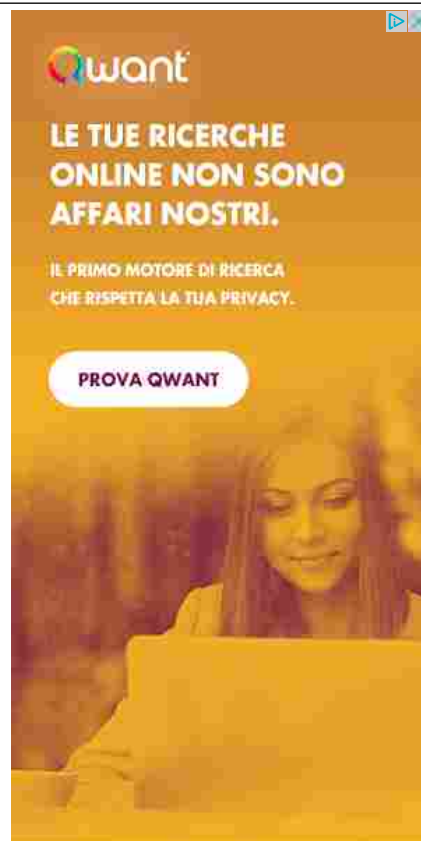 Qwant
LE TUE RICERCHE
ONLINE NON SONO
AFFARI NOSTRI.
IL PRIMO MOTORE DI RICERCA
CHE RISPETTA LA TUA PRIVACY.
PROVA QWANT